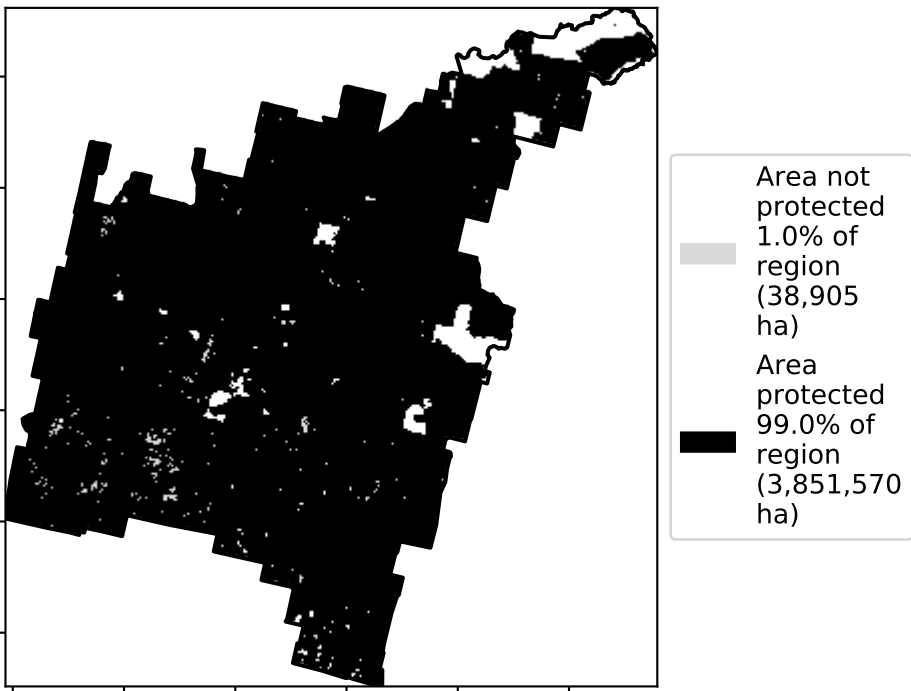 Area not
protected
1.0% of
region
(38,905
ha)
Area
protected
99.0% of
region
(3,851,570
ha)